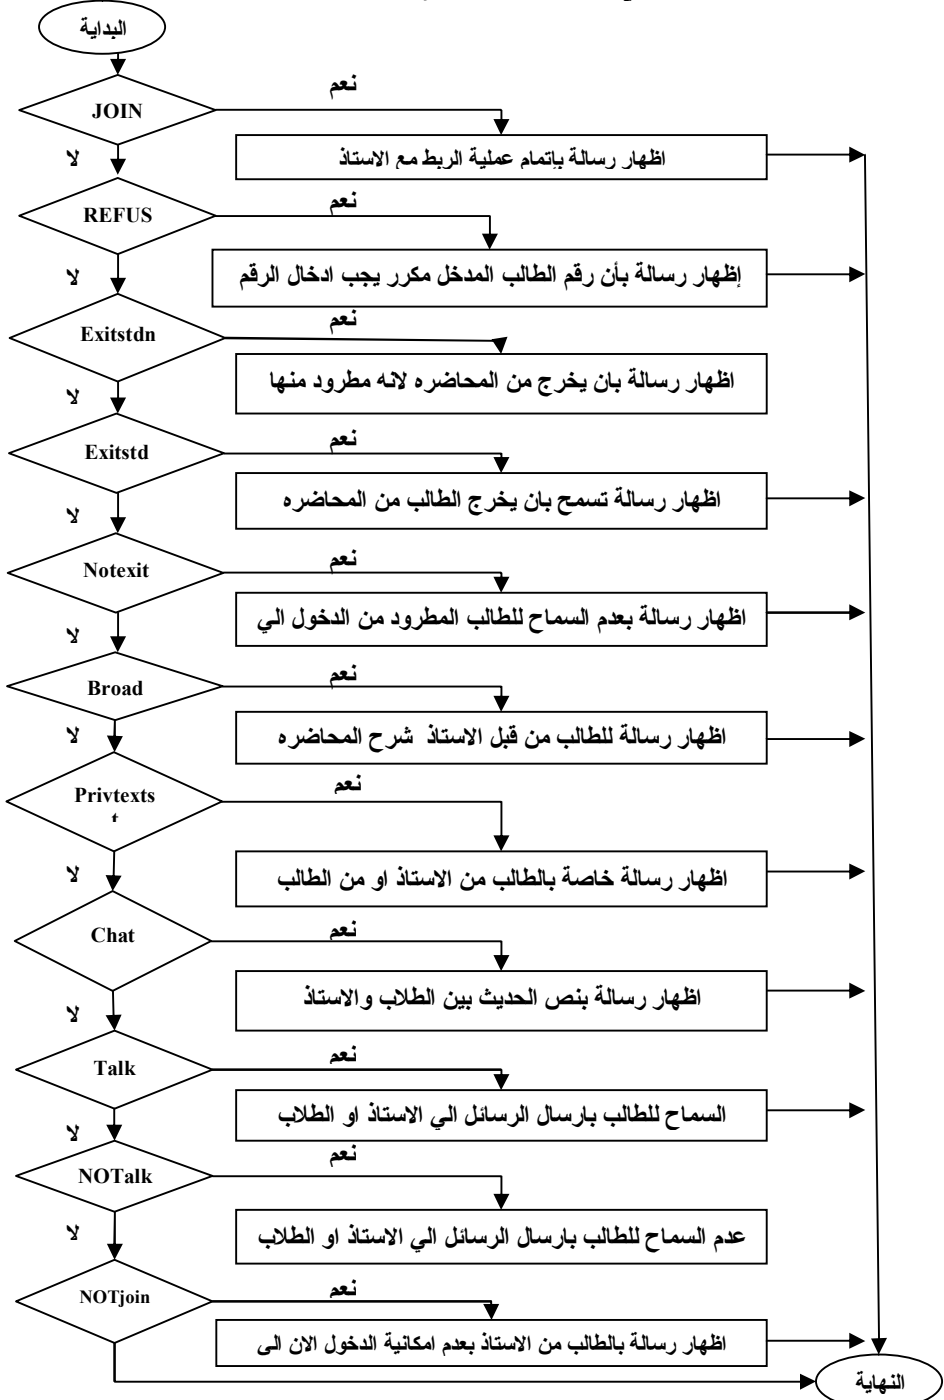 البداية
JOIN
نعم
اظهار رسالة بإتمام عملية الربط مع الاستاذ
لا
REFUS
نعم
إظهار رسالة بأن رقم الطالب المدخل مكرر يجب ادخال الرقم
لا
Exitstdn
نعم
اظهار رسالة بان يخرج من المحاضره لانه مطرود منها
لا
Exitstd
نعم
اظهار رسالة تسمح بان يخرج الطالب من المحاضره
لا
Notexit
نعم
اظهار رسالة بعدم السماح للطالب المطرود من الدخول الي
لا
Broad
نعم
اظهار رسالة للطالب من قبل الاستاذ شرح المحاضره
لا
Privtexts
t
نعم
اظهار رسالة خاصة بالطالب من الاستاذ او من الطالب
لا
Chat
نعم
اظهار رسالة بنص الحديث بين الطلاب والاستاذ
لا
Talk
نعم
السماح للطالب بارسال الرسائل الي الاستاذ او الطلاب
لا
NOTalk
نعم
عدم السماح للطالب بارسال الرسائل الي الاستاذ او الطلاب
لا
NOTjoin
نعم
اظهار رسالة بالطالب من الاستاذ بعدم امكانية الدخول الان الى
النهاية